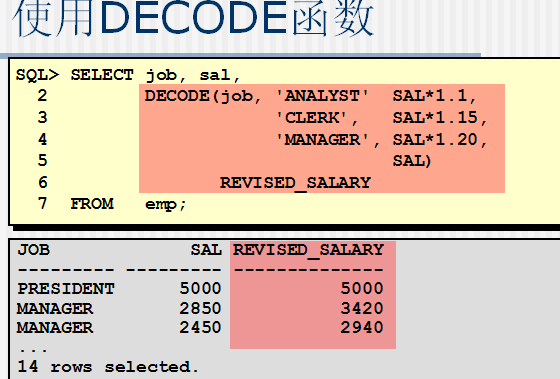 使用DECODE函数
SQL> SELECT job, sal,
2 DECODE(job, 'ANALYST' SAL*1.1,
3 'CLERK', SAL*1.15,
4 'MANAGER', SAL*1.20,
5 SAL)
6 REVISED_SALARY
7 FROM emp;
JOB SAL REVISED_SALARY
--------- --------- --------------
PRESIDENT 5000 5000
MANAGER 2850 3420
MANAGER 2450 2940
...
14 rows selected.